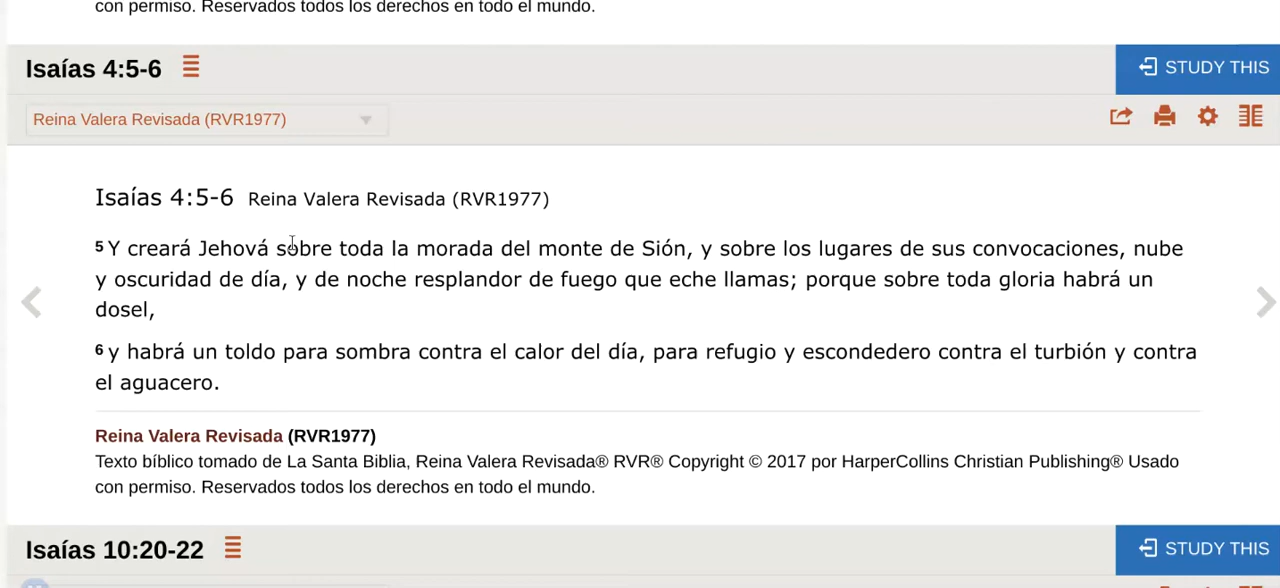 con permiso. Reservados todos los derechos en todo el mundo.
Isaías 4:5-6
STUDY THIS
Reina Valera Revisada (RVR1977)
Isaías 4:5-6 Reina Valera Revisada (RVR1977)
5 Y creará Jehová sobre toda la morada del monte de Sión, y sobre los lugares de sus convocaciones, nube
y oscuridad de día, y de noche resplandor de fuego que eche llamas; porque sobre toda gloria habrá un
dosel,
6 y habrá un toldo para sombra contra el calor del día, para refugio y escondedero contra el turbión y contra
el aguacero.
Reina Valera Revisada (RVR1977)
Texto bíblico tomado de La Santa Biblia, Reina Valera Revisada® RVR® Copyright © 2017 por HarperCollins Christian Publishing® Usado
con permiso. Reservados todos los derechos en todo el mundo.
Isaías 10:20-22
STUDY THIS